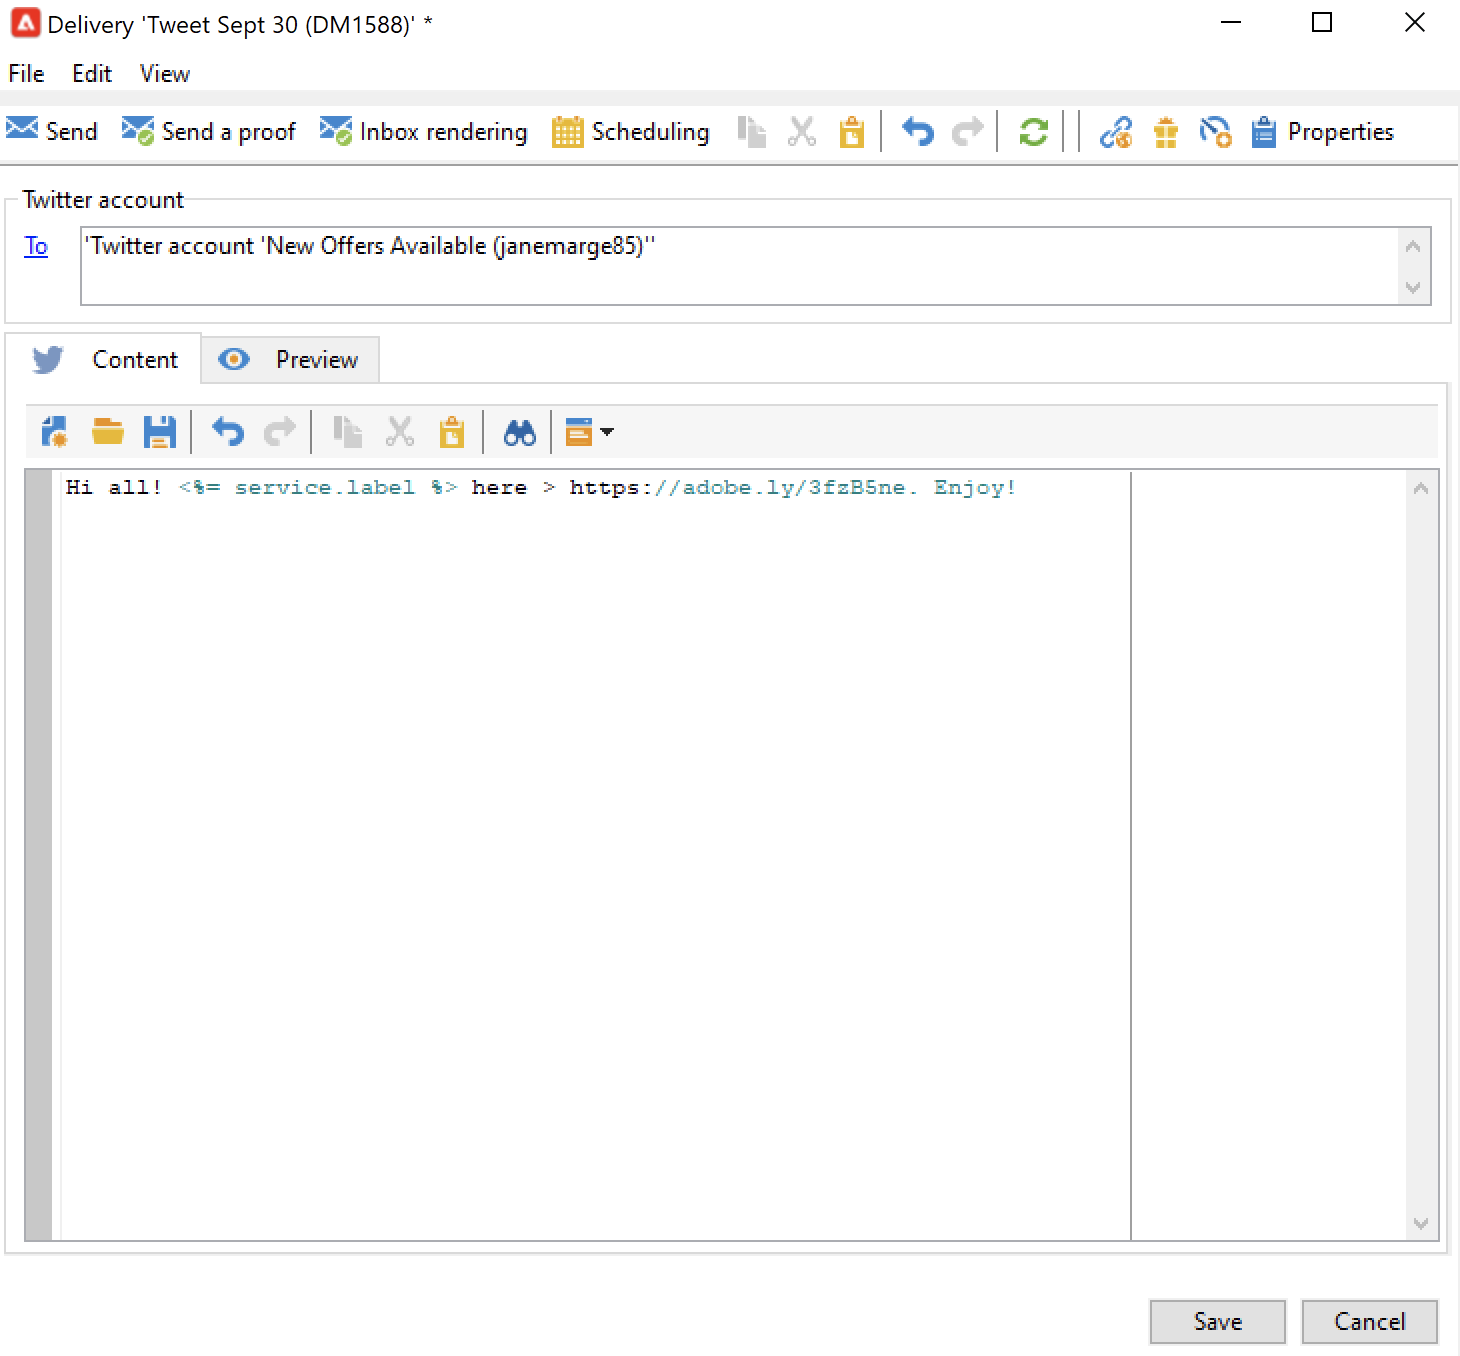 Delivery 'Tweet Sept 30 (DM1588)' *
File Edit View
Send Send a proof Inbox rendering Scheduling Properties
Twitter account
To 'Twitter account 'New Offers Available (janemarge85)''
Content Preview
Hi all! <%= service.label %> here > https://adobe.ly/3fzB5ne. Enjoy!
Save Cancel